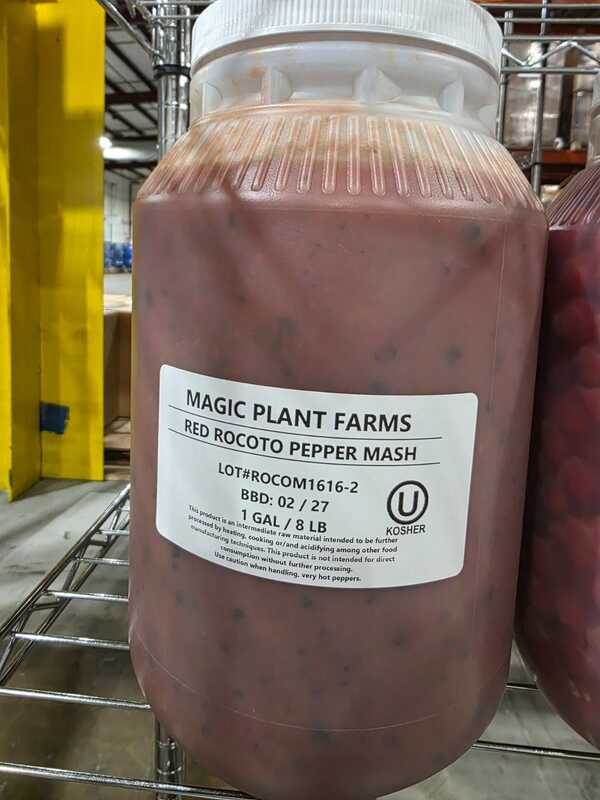 MAGIC PLANT FARMS
RED ROCOTO PEPPER MASH
LOT#ROCOM1616-2
BBD: 02 / 27
1 GAL / 8 LB
U
KOSHER
This product is an intermediate raw material intended to be further
processed by heating, cooking or/and acidifying among other food
manufacturing techniques. This product is not intended for direct
consumption without further processing.
Use caution when handling, very hot peppers.